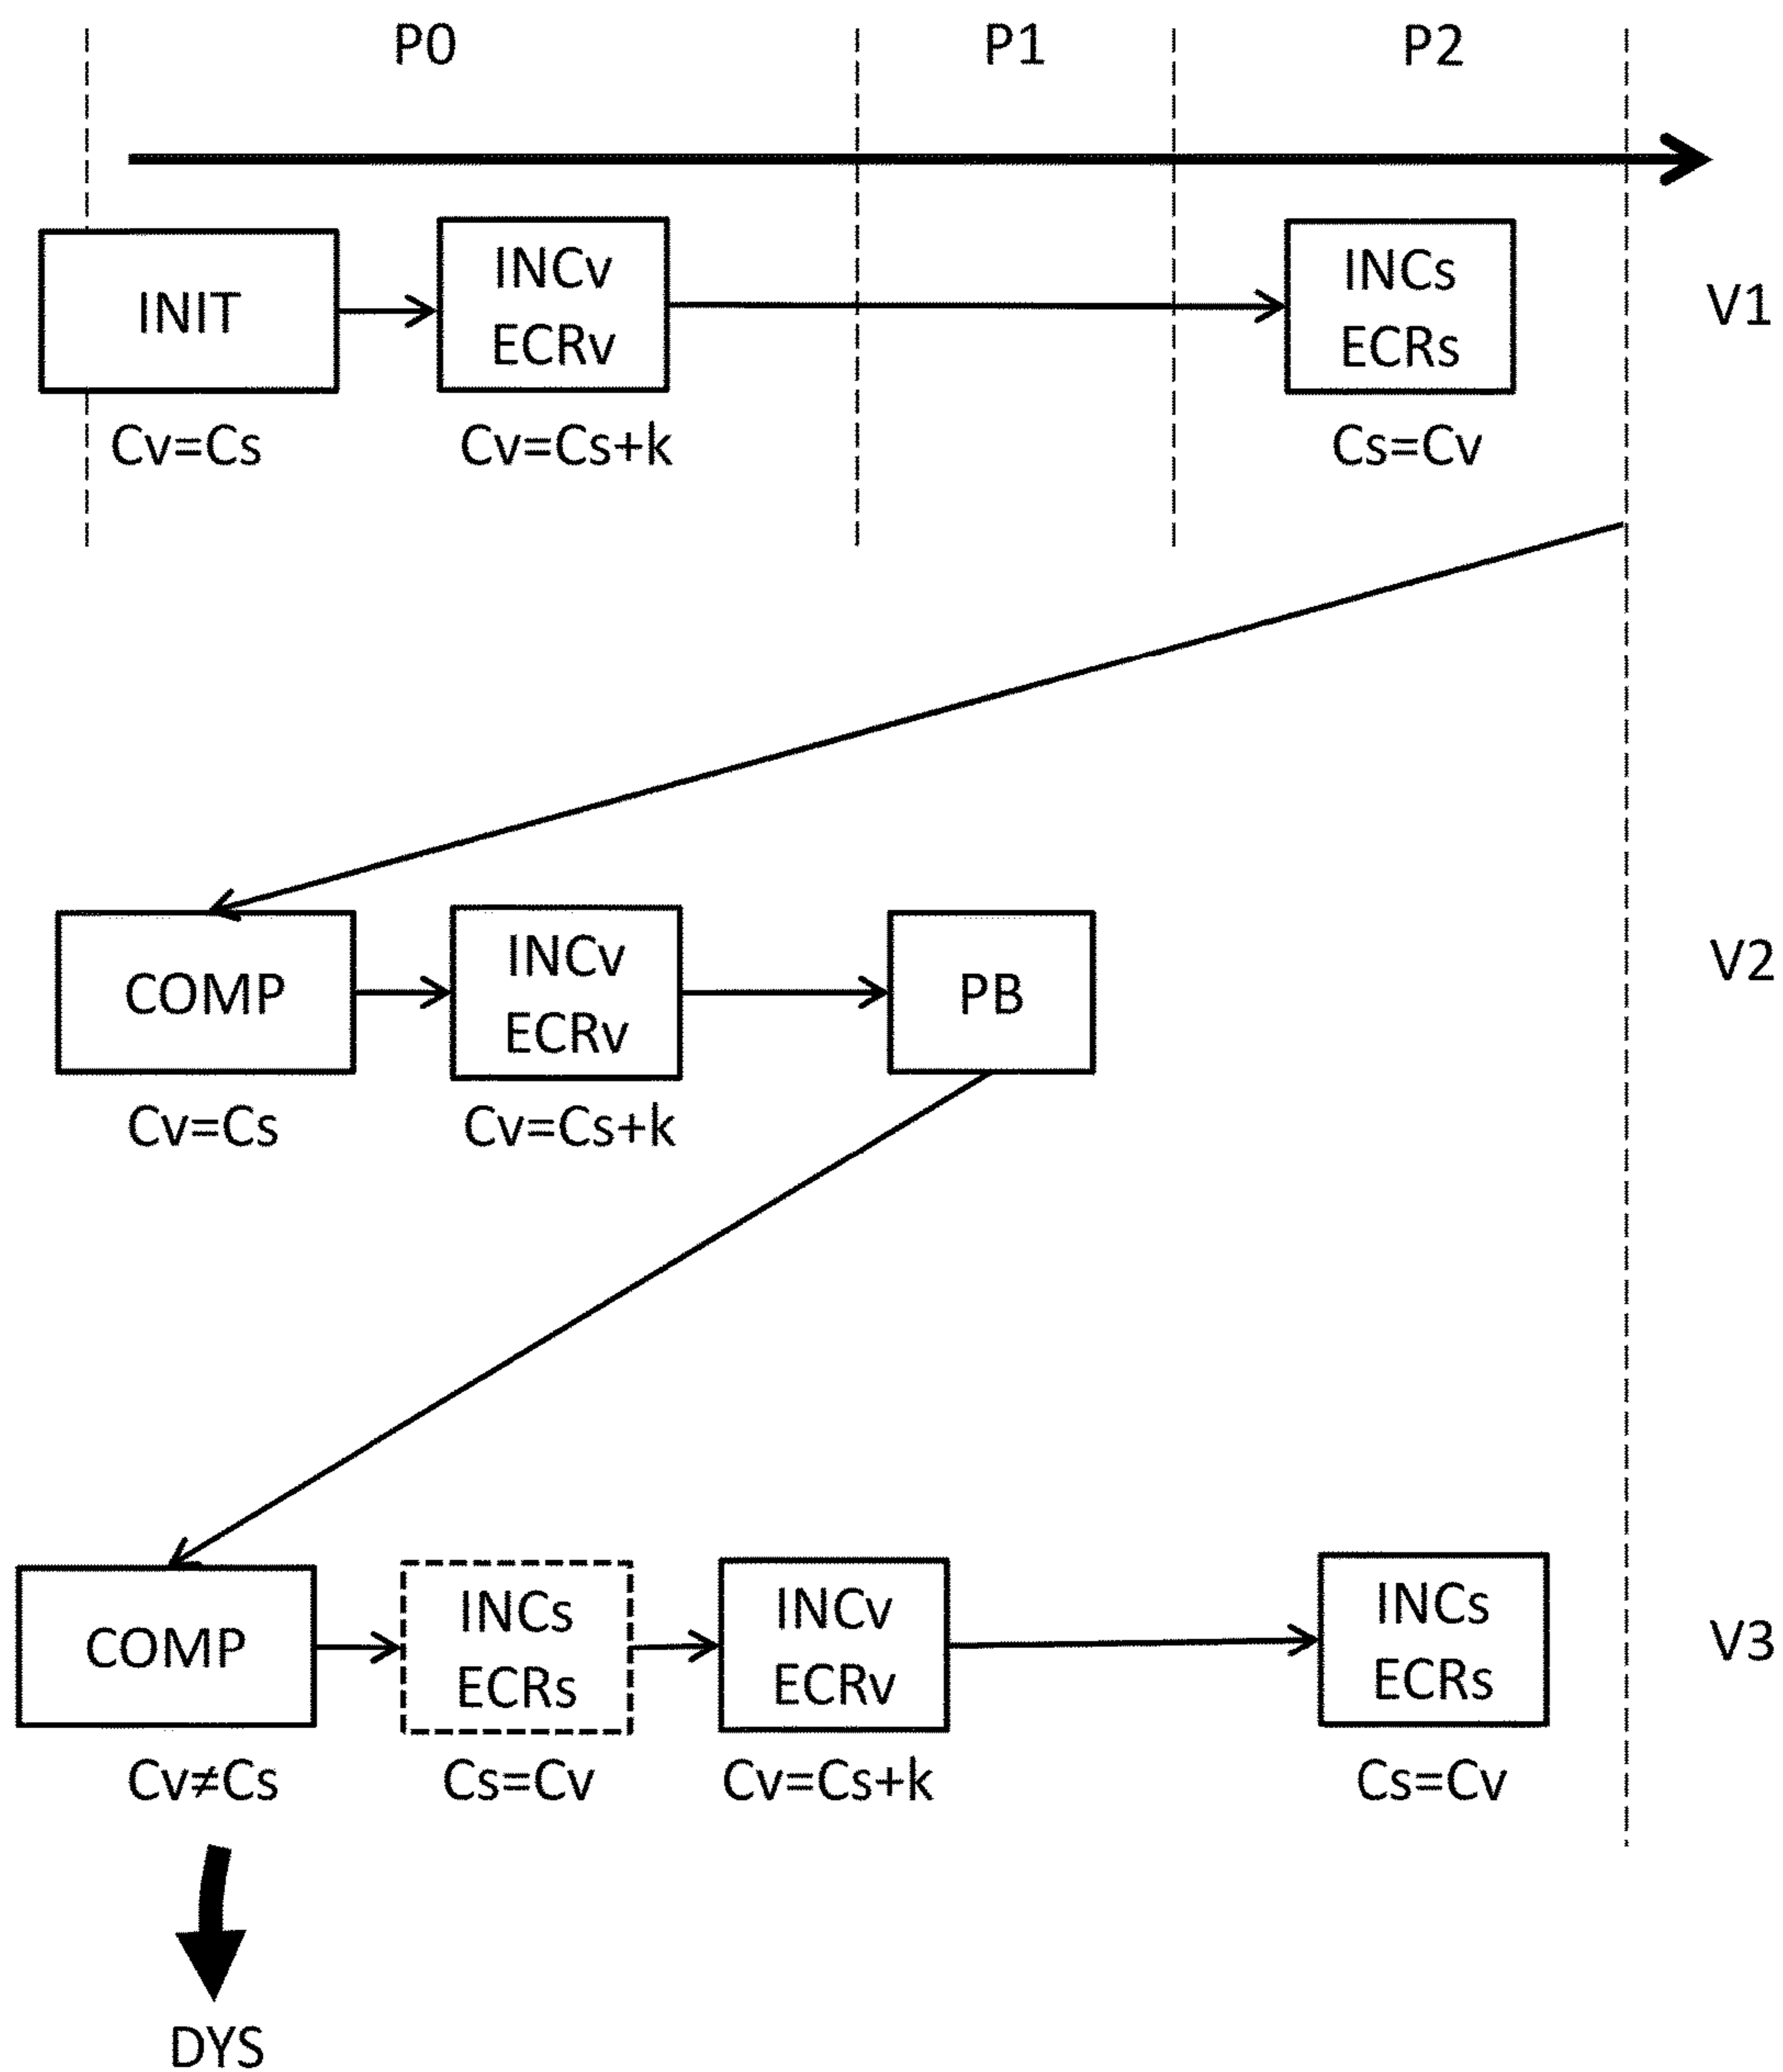 P0 P1 P2
INIT
INCv
ECRv
INCs
ECRs
V1
Cv=Cs
Cv=Cs+k
Cs=Cv
COMP
INCv
ECRv
PB
V2
Cv=Cs
Cv=Cs+k
COMP
INCs
ECRs
INCv
ECRv
INCs
ECRs
V3
Cv≠Cs
Cs=Cv
Cv=Cs+k
Cs=Cv
DYS